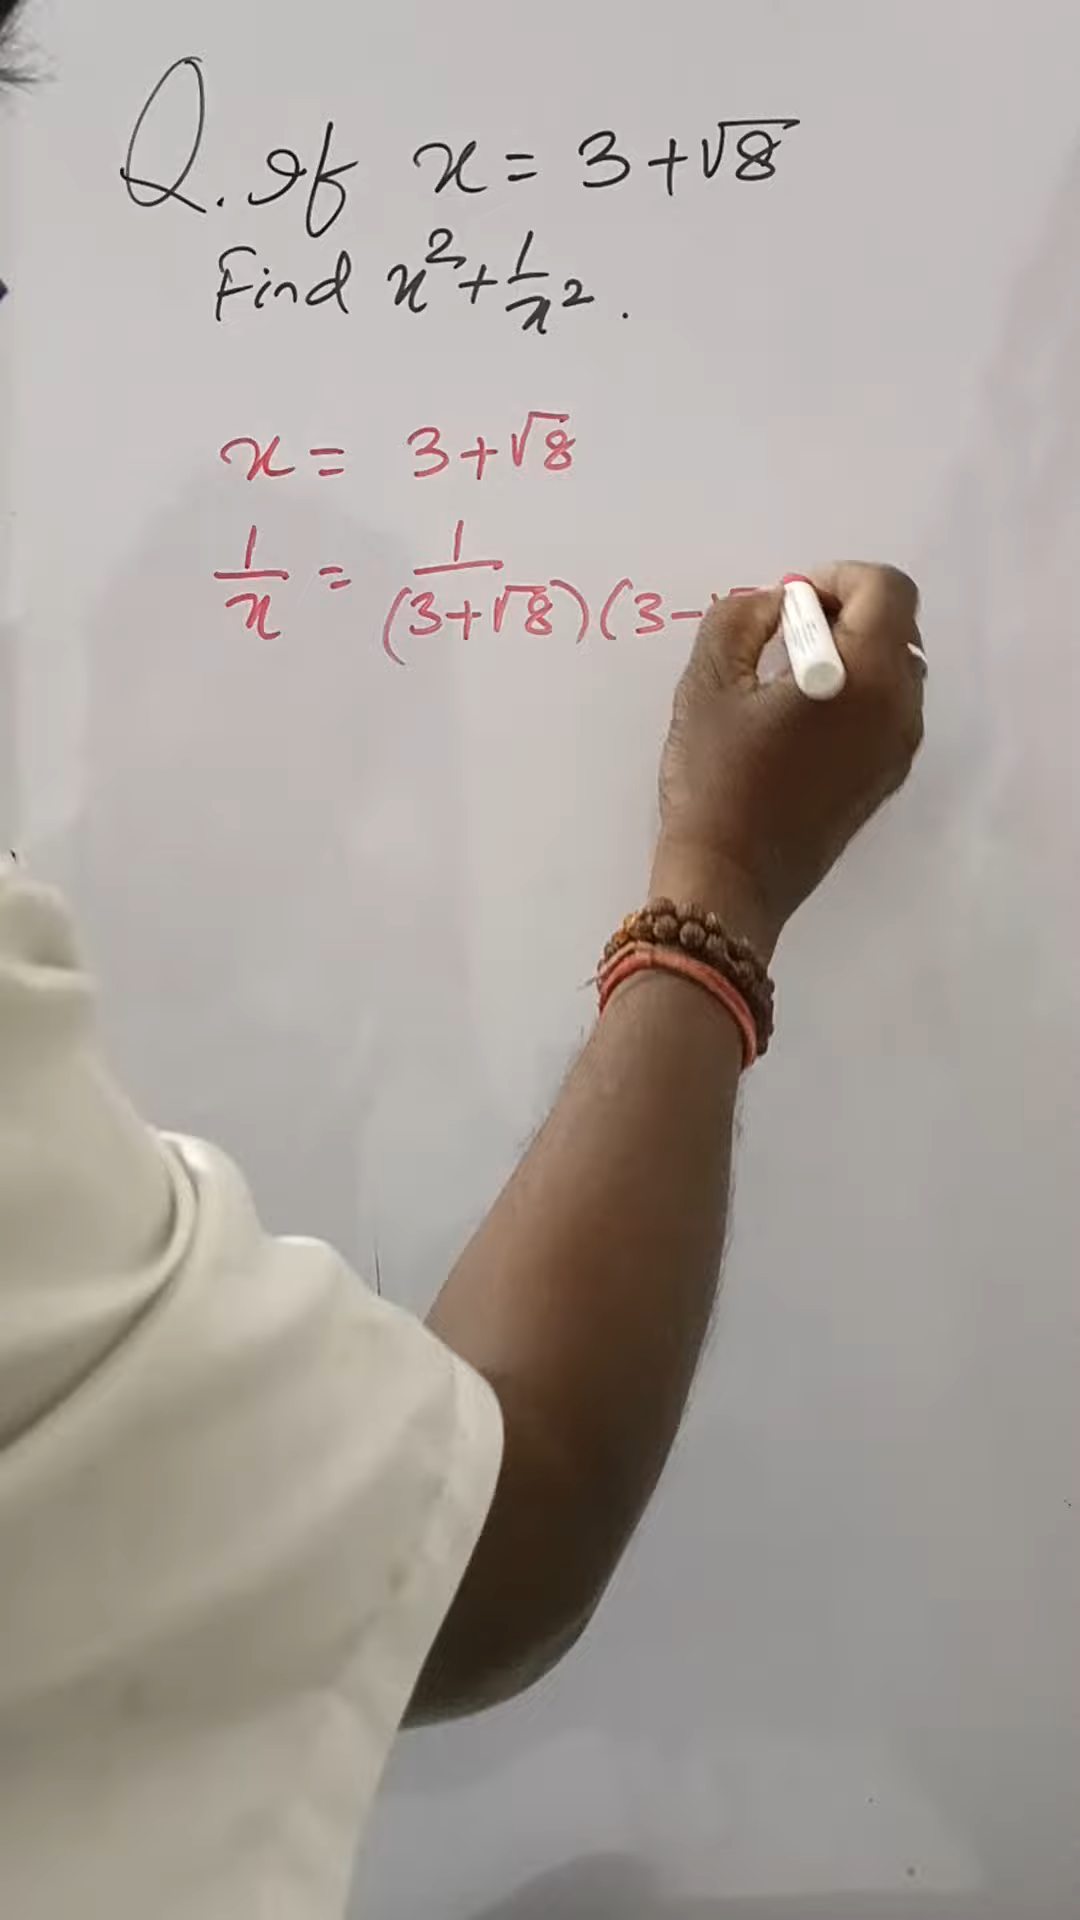 Q. If x = 3+√8
Find x²+1/x².
x = 3+√8
1/x = 1/(3+√8)(3-